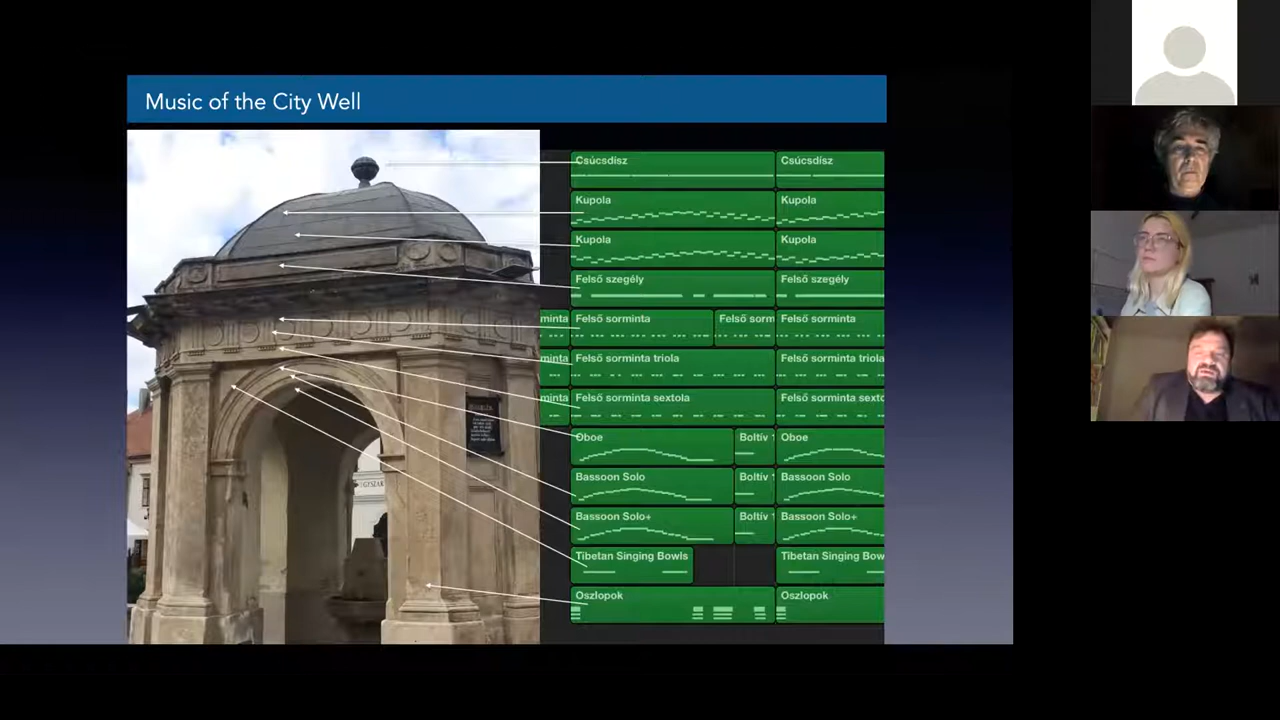 Music of the City Well
Csúcsdísz Csúcsdísz
Kupola Kupola
Kupola Kupola
Felső szegély Felső szegély
minta Felső sorminta Felső sorm Felső sorminta
minta Felső sorminta triola Felső sorminta triola
minta Felső sorminta sextola Felső sorminta sexto
Oboe Boltív Oboe
Bassoon Solo Boltív Bassoon Solo
Bassoon Solo+ Boltív Bassoon Solo+
Tibetan Singing Bowls Tibetan Singing Bow
Oszlopok Oszlopok
GYSZAK